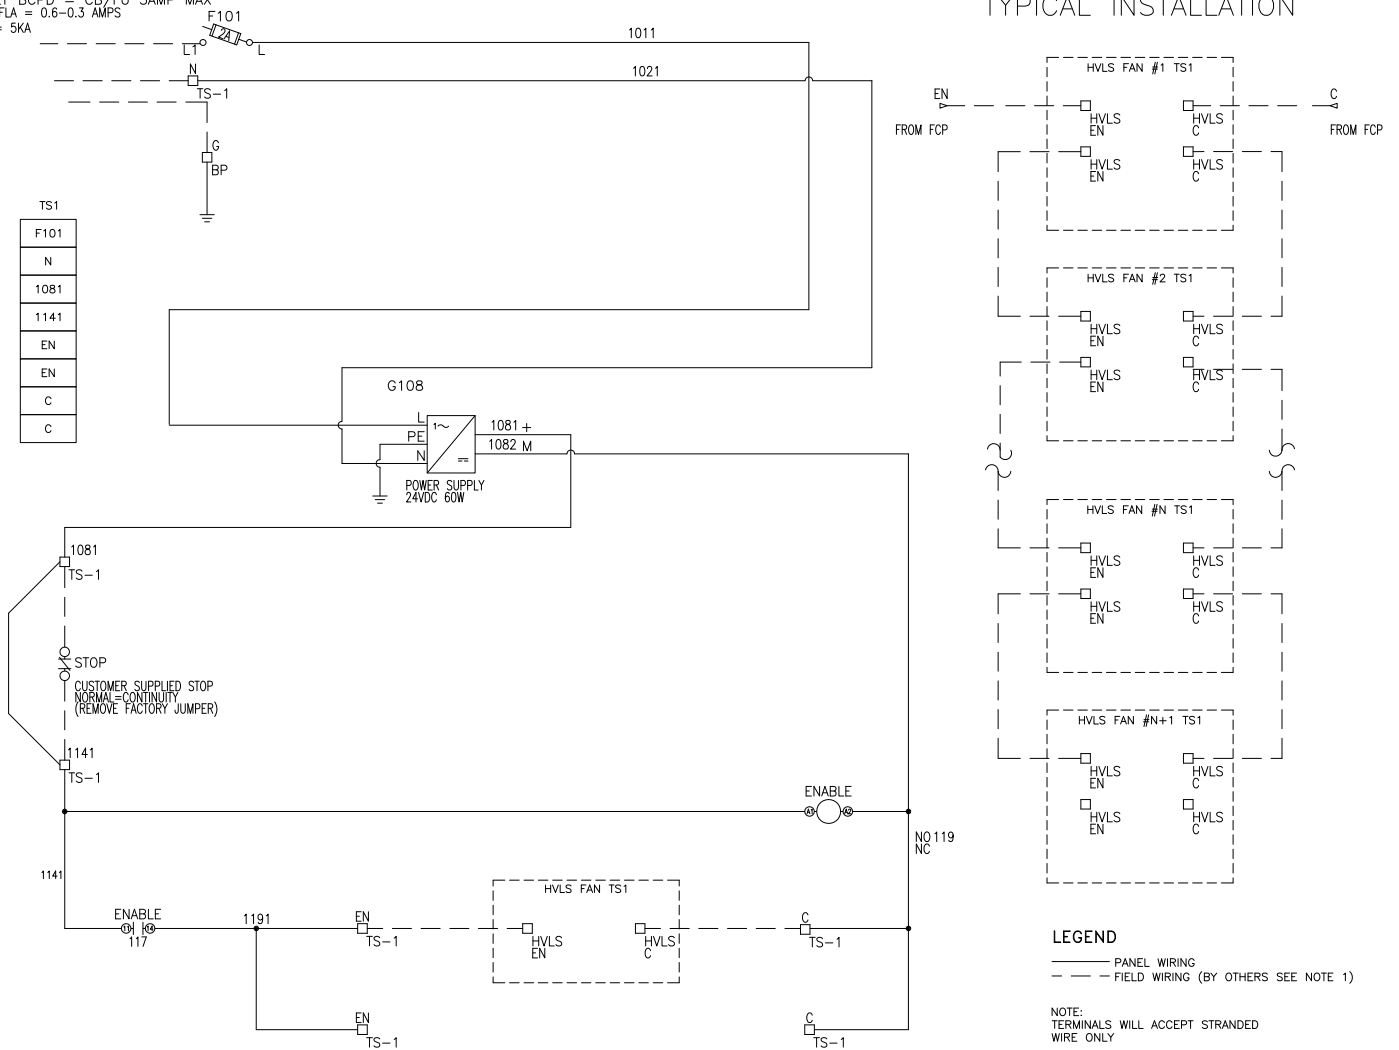 BCPD = CB/FU 5AMP MAX
FLA = 0.6-0.3 AMPS
= 5KA
F101
2A
L1
L
1011
N
1021
TS-1
G
BP
TS1
F101
N
1081
1141
EN
EN
C
C
G108
L
1~
PE
N
1081 +
1082 M
POWER SUPPLY
24VDC 60W
1081
TS-1
STOP
CUSTOMER SUPPLIED STOP
NORMAL=CONTINUITY
(REMOVE FACTORY JUMPER)
1141
TS-1
ENABLE
A1
A2
NO 119
NC
1141
ENABLE
11
14
117
1191
EN
TS-1
HVLS FAN TS1
HVLS
EN
HVLS
C
C
TS-1
EN
TS-1
C
TS-1
TYPICAL INSTALLATION
HVLS FAN #1 TS1
EN
FROM FCP
C
FROM FCP
HVLS
EN
HVLS
C
HVLS
EN
HVLS
C
HVLS FAN #2 TS1
HVLS
EN
HVLS
C
HVLS
EN
HVLS
C
HVLS FAN #N TS1
HVLS
EN
HVLS
C
HVLS
EN
HVLS
C
HVLS FAN #N+1 TS1
HVLS
EN
HVLS
C
HVLS
EN
HVLS
C
LEGEND
PANEL WIRING
FIELD WIRING (BY OTHERS SEE NOTE 1)
NOTE:
TERMINALS WILL ACCEPT STRANDED
WIRE ONLY